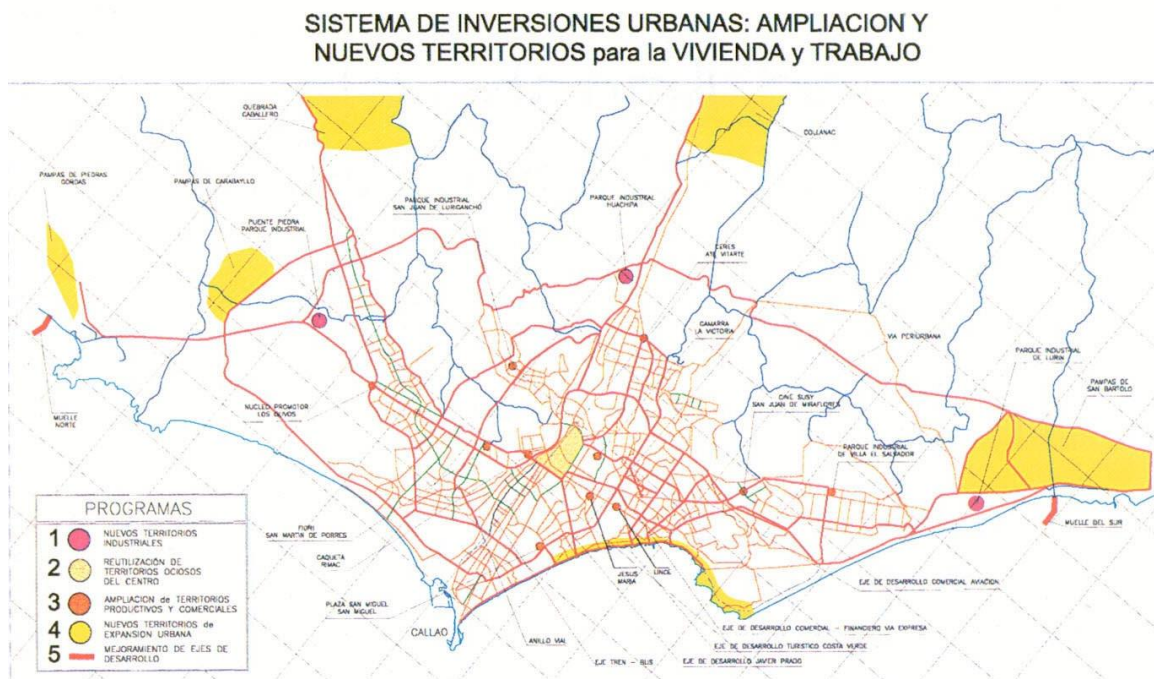 SISTEMA DE INVERSIONES URBANAS: AMPLIACION Y
NUEVOS TERRITORIOS para la VIVIENDA y TRABAJO
QUEBRADA
CABALLERO
COLLANAC
PAMPAS DE PIEDRAS
GORDAS
PAMPAS DE CARABAYLLO
PARQUE INDUSTRIAL
SAN JUAN DE LURIGANCHO
PARQUE INDUSTRIAL
HUACHIPA
PUENTE PIEDRA
PARQUE INDUSTRIAL
CERES
ATE VITARTE
GAMARRA
LA VICTORIA
VIA PERIURBANA
PARQUE INDUSTRIAL
DE LURIN
PAMPAS DE
SAN BARTOLO
CINE SUSY
SAN JUAN DE MIRAFLORES
MUELLE
NORTE
NUCLEO PROMOTOR
LOS OLIVOS
PARQUE INDUSTRIAL
DE VILLA EL SALVADOR
MUELLE DEL SUR
PROGRAMAS
1 NUEVOS TERRITORIOS
INDUSTRIALES
2 REUTILIZACIÓN DE
TERRITORIOS OCIOSOS
DEL CENTRO
3 AMPLIACION de TERRITORIOS
PRODUCTIVOS Y COMERCIALES
4 NUEVOS TERRITORIOS de
EXPANSION URBANA
5 MEJORAMIENTO DE EJES DE
DESARROLLO
FIORI
SAN MARTIN DE PORRES
CAQUETA
RIMAC
PLAZA SAN MIGUEL
SAN MIGUEL
CALLAO
ANILLO VIAL
JESUS
MARIA
LINCE
EJE DE DESARROLLO COMERCIAL AVIACION
EJE DE DESARROLLO COMERCIAL - FINANCIERO VIA EXPRESA
EJE DE DESARROLLO TURISTICO COSTA VERDE
EJE TREN - BUS
EJE DE DESARROLLO JAVIER PRADO